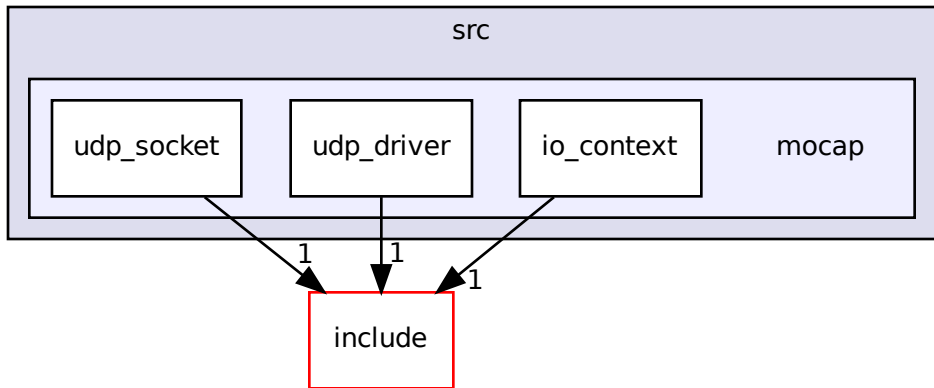 src
udp_socket
udp_driver
io_context
mocap
1
1
1
include